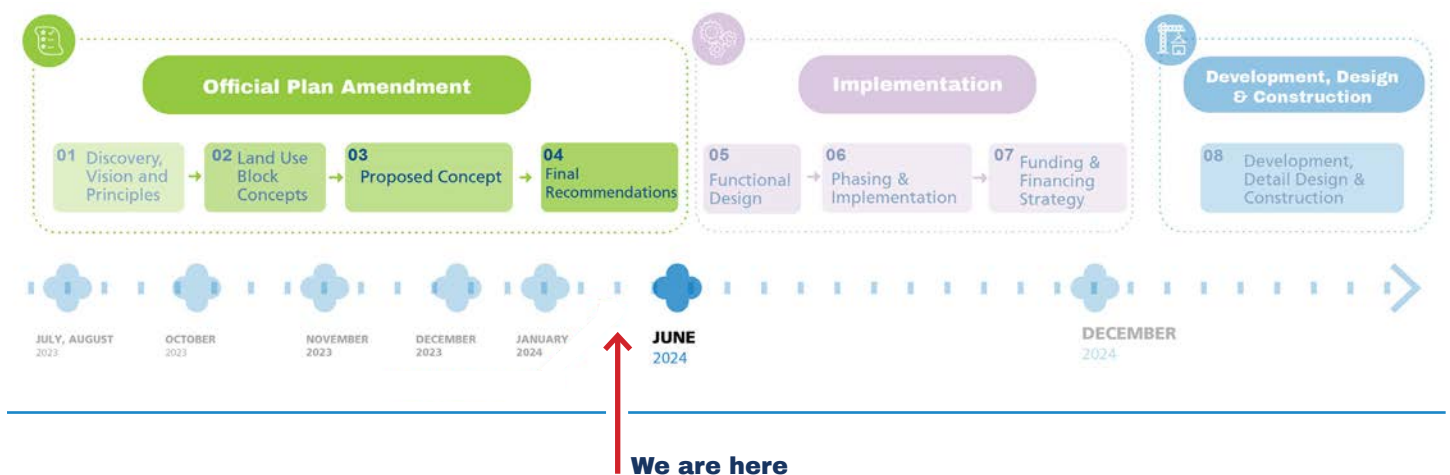 Official Plan Amendment
Implementation
Development, Design
& Construction
01 Discovery,
Vision and
Principles
02 Land Use
Block
Concepts
03
Proposed Concept
04
Final
Recommendations
05
Functional
Design
06
Phasing &
Implementation
07 Funding &
Financing
Strategy
08 Development,
Detail Design &
Construction
JULY, AUGUST
2023
OCTOBER
2023
NOVEMBER
2023
DECEMBER
2023
JANUARY
2024
JUNE
2024
DECEMBER
2024
We are here